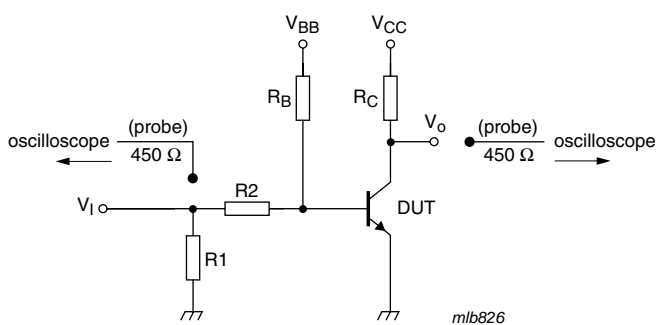 V_BB
V_CC
R_B
R_C
V_o
(probe)
oscilloscope
450 Ω
(probe)
oscilloscope
450 Ω
R2
V_I
DUT
R1
mlb826